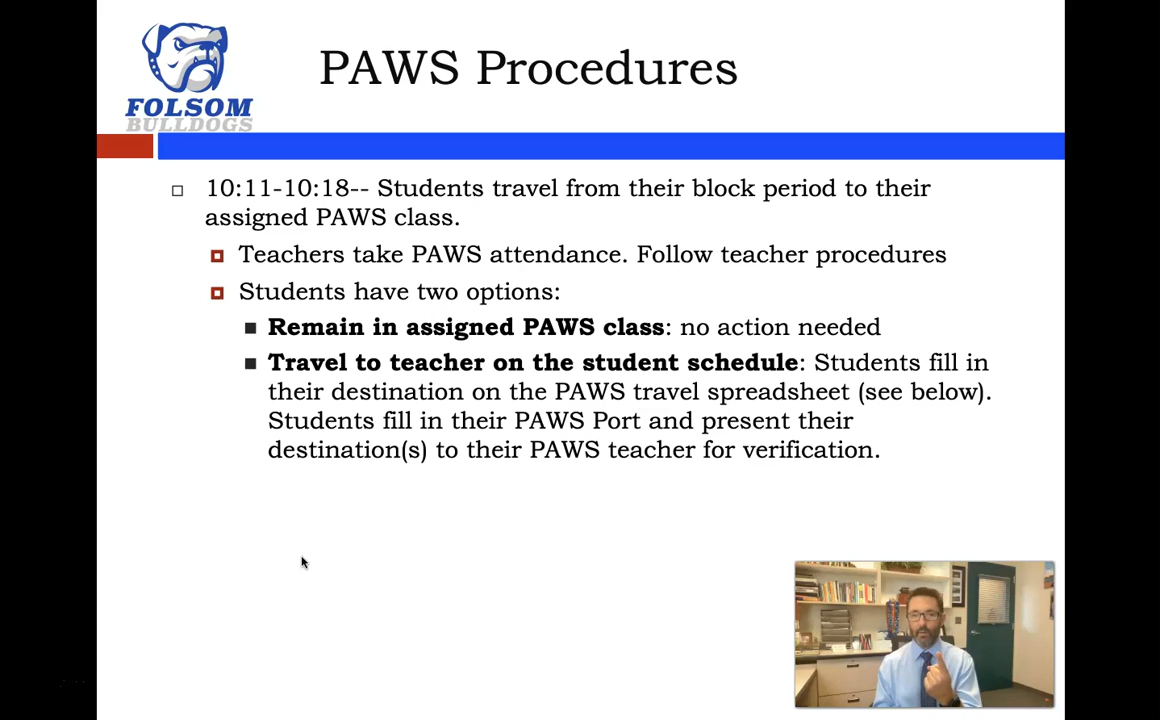 FOLSOM
BULLDOGS
PAWS Procedures
10:11-10:18-- Students travel from their block period to their
assigned PAWS class.
Teachers take PAWS attendance. Follow teacher procedures
Students have two options:
Remain in assigned PAWS class: no action needed
Travel to teacher on the student schedule: Students fill in
their destination on the PAWS travel spreadsheet (see below).
Students fill in their PAWS Port and present their
destination(s) to their PAWS teacher for verification.